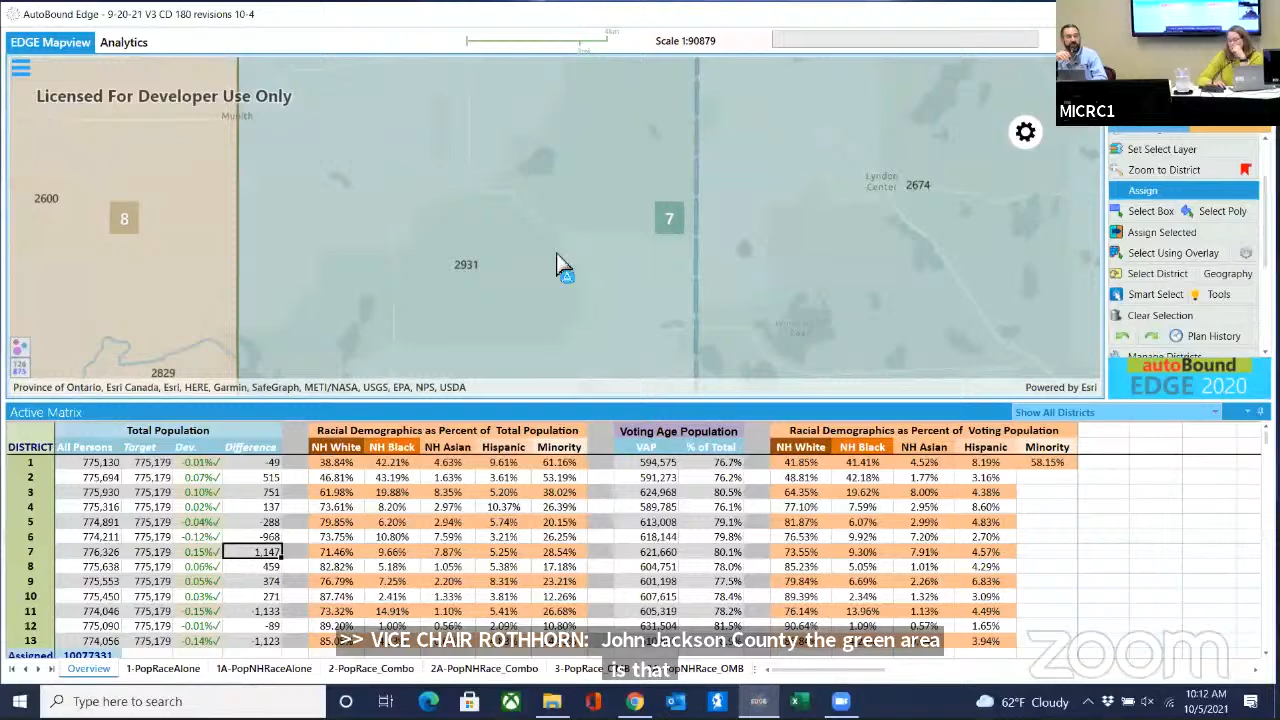 AutoBound Edge - 9-20-21 V3 CD 180 revisions 10-4
EDGE Mapview Analytics
4km
Scale 1:90879
MICRC1
Licensed For Developer Use Only
Munith
2600
8
7
2931
Lyndon
Center 2674
2829
Province of Ontario, Esri Canada, Esri, HERE, Garmin, SafeGraph, METI/NASA, USGS, EPA, NPS, USDA
Powered by Esri
Set Select Layer
Zoom to District
Assign
Select Box Select Poly
Assign Selected
Select Using Overlay
Select District Geography
Smart Select Tools
Clear Selection
Plan History
Manage Districts
autoBound
EDGE 2020
Active Matrix
Show All Districts
Total Population Racial Demographics as Percent of Total Population Voting Age Population Racial Demographics as Percent of Voting Population
DISTRICT All Persons Target Dev. Difference NH White NH Black NH Asian Hispanic Minority VAP % of Total NH White NH Black NH Asian Hispanic Minority
1 775,130 775,179 -0.01%✓ -49 38.84% 42.21% 4.63% 9.61% 61.16% 594,575 76.7% 41.85% 41.41% 4.52% 8.19% 58.15%
2 775,694 775,179 0.07%✓ 515 46.81% 43.19% 1.63% 3.61% 53.19% 591,273 76.2% 48.81% 42.18% 1.77% 3.16%
3 775,930 775,179 0.10%✓ 751 61.98% 19.88% 8.35% 5.20% 38.02% 624,968 80.5% 64.35% 19.62% 8.00% 4.38%
4 775,316 775,179 0.02%✓ 137 73.61% 8.20% 2.97% 10.37% 26.39% 589,785 76.1% 77.10% 7.59% 2.95% 8.60%
5 774,891 775,179 -0.04%✓ -288 79.85% 6.20% 2.94% 5.74% 20.15% 613,008 79.1% 81.87% 6.07% 2.99% 4.83%
6 774,211 775,179 -0.12%✓ -968 73.75% 10.80% 7.59% 3.21% 26.25% 618,144 79.8% 76.53% 9.92% 7.20% 2.70%
7 776,326 775,179 0.15%✓ 1,147 71.46% 9.66% 7.87% 5.25% 28.54% 621,660 80.1% 73.55% 9.30% 7.91% 4.57%
8 775,638 775,179 0.06%✓ 459 82.82% 5.18% 1.05% 5.38% 17.18% 604,751 78.0% 85.23% 5.05% 1.01% 4.29%
9 775,553 775,179 0.05%✓ 374 76.79% 7.25% 2.20% 8.31% 23.21% 601,198 77.5% 79.84% 6.69% 2.26% 6.83%
10 775,450 775,179 0.03%✓ 271 87.74% 2.41% 1.33% 3.81% 12.26% 607,615 78.4% 89.39% 2.34% 1.32% 3.09%
11 774,046 775,179 -0.15%✓ -1,133 73.32% 14.91% 1.10% 5.41% 26.68% 605,319 78.2% 76.14% 13.96% 1.13% 4.49%
12 775,090 775,179 -0.01%✓ -89 89.20% 1.00% 0.56% 2.09% 10.80% 631,504 81.5% 90.64% 1.09% 0.57% 1.65%
13 774,056 775,179 -0.14%✓ -1,123 3.94%
Assigned 10077331
>> VICE CHAIR ROTHHORN: John Jackson County the green area
is that
Overview 1-PopRaceAlone 1A-PopNHRaceAlone 2-PopRace_Combo 2A-PopNHRace_Combo
zoom
Type here to search
EDGE
62°F Cloudy
10:12 AM
10/5/2021